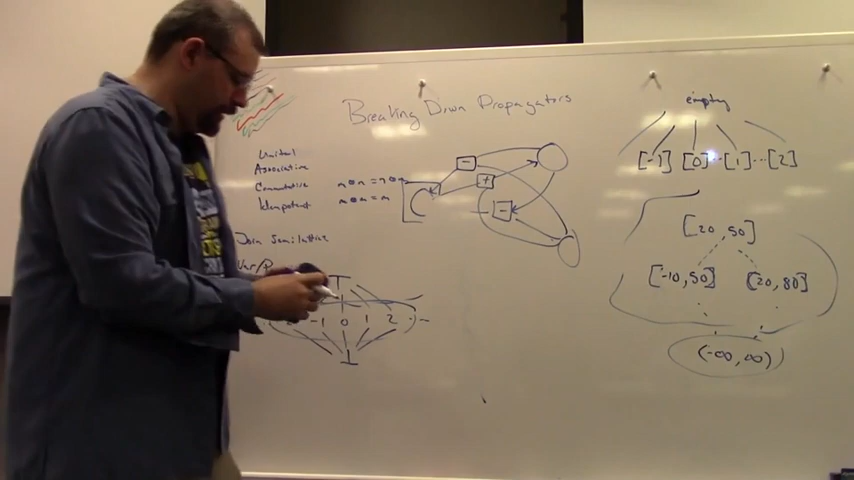 Breaking Down Propagators
Unital
Associative
Commutative
Idempotent
Join Semilattice
⊤
-1 0 1 2
⊥
-
+
-
empty
[-1] [0] ·· [1] ··· [2]
[20, 50]
[-10, 50] [20, 80]
(-∞, ∞)